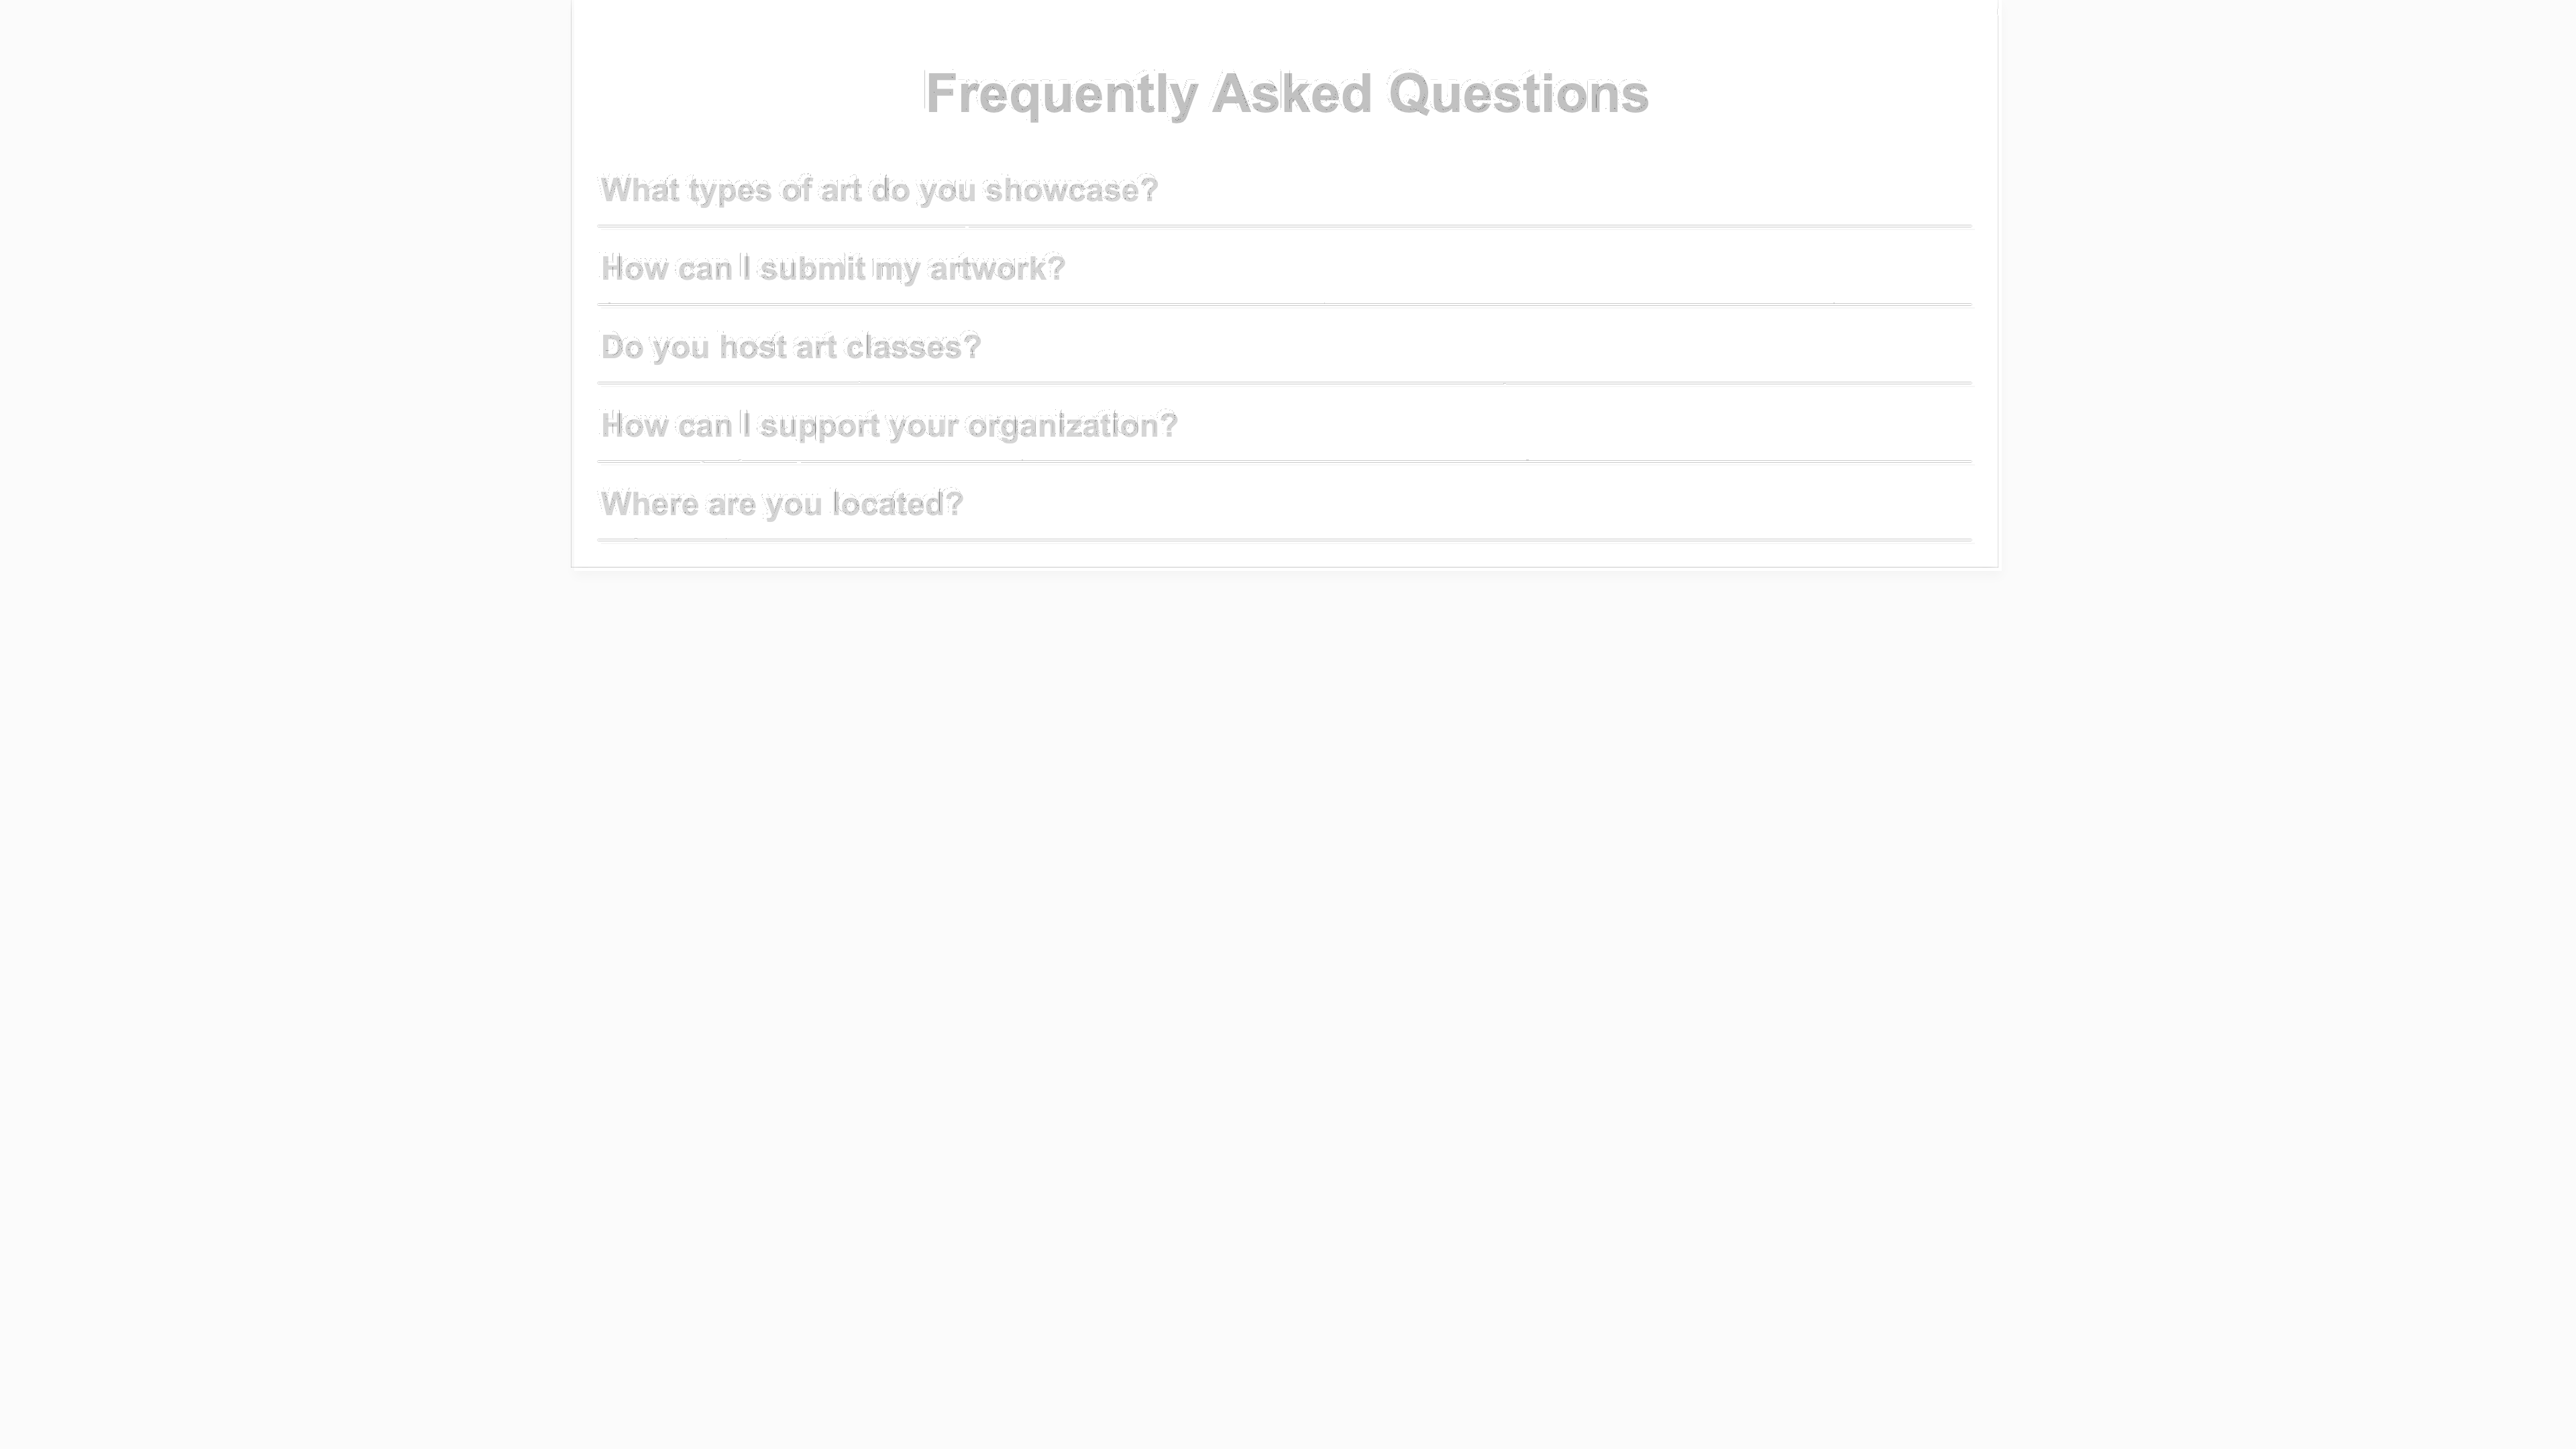 Frequently Asked Questions
What types of art do you showcase?
How can I submit my artwork?
Do you host art classes?
How can I support your organization?
Where are you located?